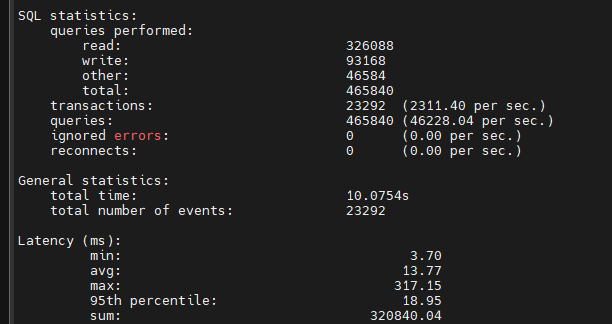 SQL statistics:
queries performed:
read: 326088
write: 93168
other: 46584
total: 465840
transactions: 23292 (2311.40 per sec.)
queries: 465840 (46228.04 per sec.)
ignored errors: 0 (0.00 per sec.)
reconnects: 0 (0.00 per sec.)
General statistics:
total time: 10.0754s
total number of events: 23292
Latency (ms):
min: 3.70
avg: 13.77
max: 317.15
95th percentile: 18.95
sum: 320840.04